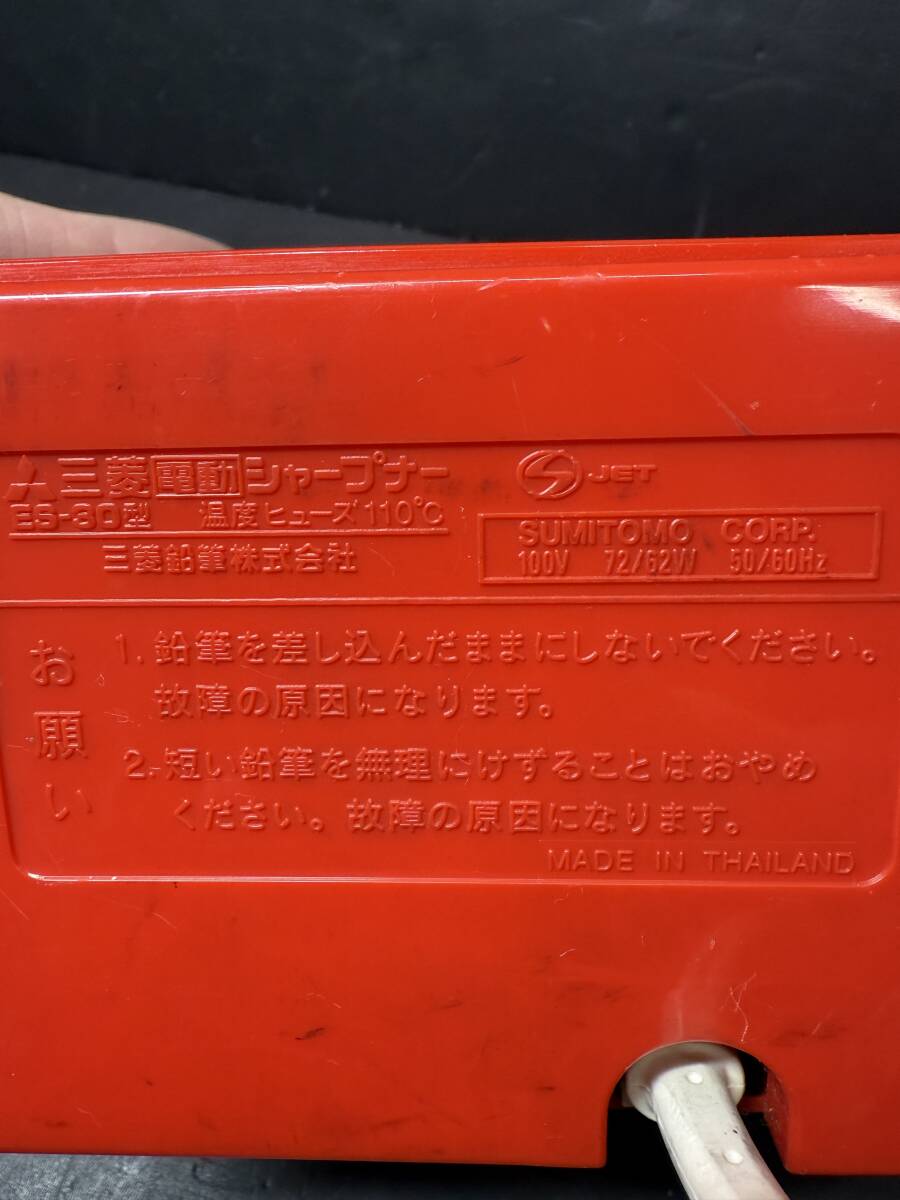 三菱電動シャープナー
ES-30型 温度ヒューズ110℃
三菱鉛筆株式会社
S-JET
SUMITOMO CORP.
100V 72/62W 50/60Hz
お願い
1. 鉛筆を差し込んだままにしないでください。
故障の原因になります。
2. 短い鉛筆を無理にけずることはおやめ
ください。故障の原因になります。
MADE IN THAILAND